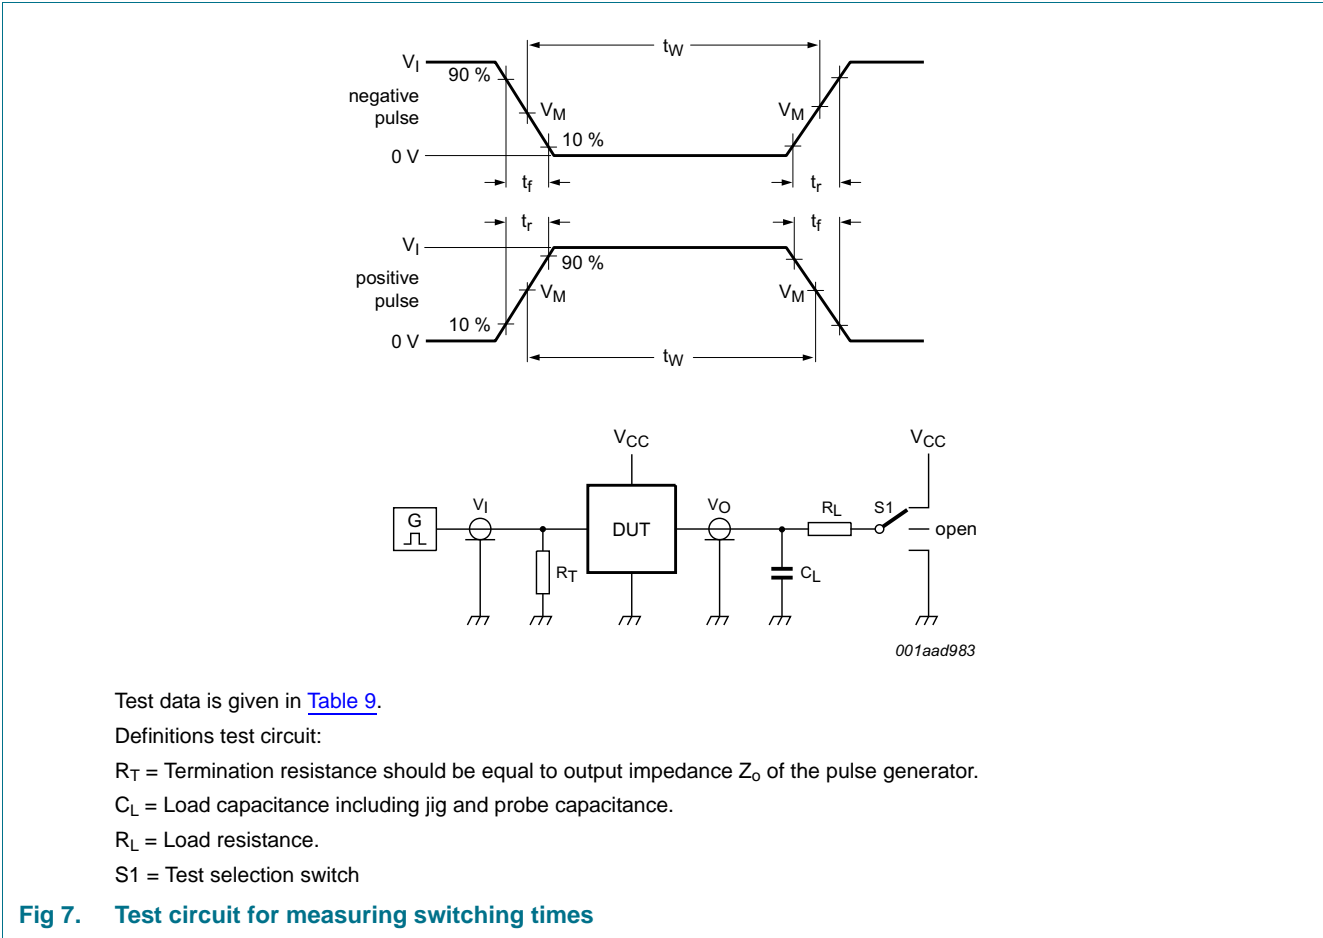 tW
VI
90 %
negative
pulse
VM
VM
10 %
0 V
tf
tr
tr
tf
VI
90 %
positive
pulse
VM
VM
10 %
0 V
tW
VCC
VCC
VI
VO
RL
S1
G
DUT
open
RT
CL
001aad983
Test data is given in Table 9.
Definitions test circuit:
RT = Termination resistance should be equal to output impedance Zo of the pulse generator.
CL = Load capacitance including jig and probe capacitance.
RL = Load resistance.
S1 = Test selection switch
Fig 7. Test circuit for measuring switching times